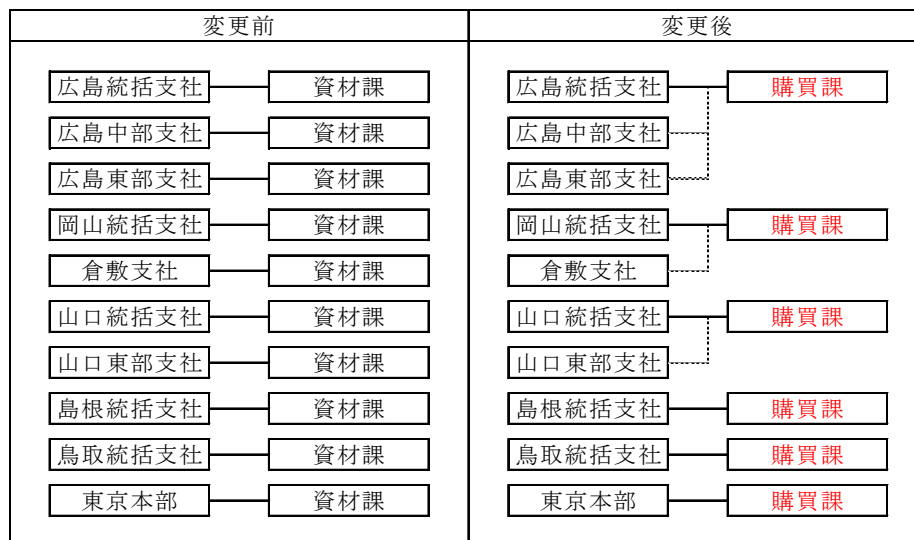 変更前 変更後
広島統括支社 資材課 広島統括支社 購買課
広島中部支社 資材課 広島中部支社
広島東部支社 資材課 広島東部支社
岡山統括支社 資材課 岡山統括支社 購買課
倉敷支社 資材課 倉敷支社
山口統括支社 資材課 山口統括支社 購買課
山口東部支社 資材課 山口東部支社
島根統括支社 資材課 島根統括支社 購買課
鳥取統括支社 資材課 鳥取統括支社 購買課
東京本部 資材課 東京本部 購買課